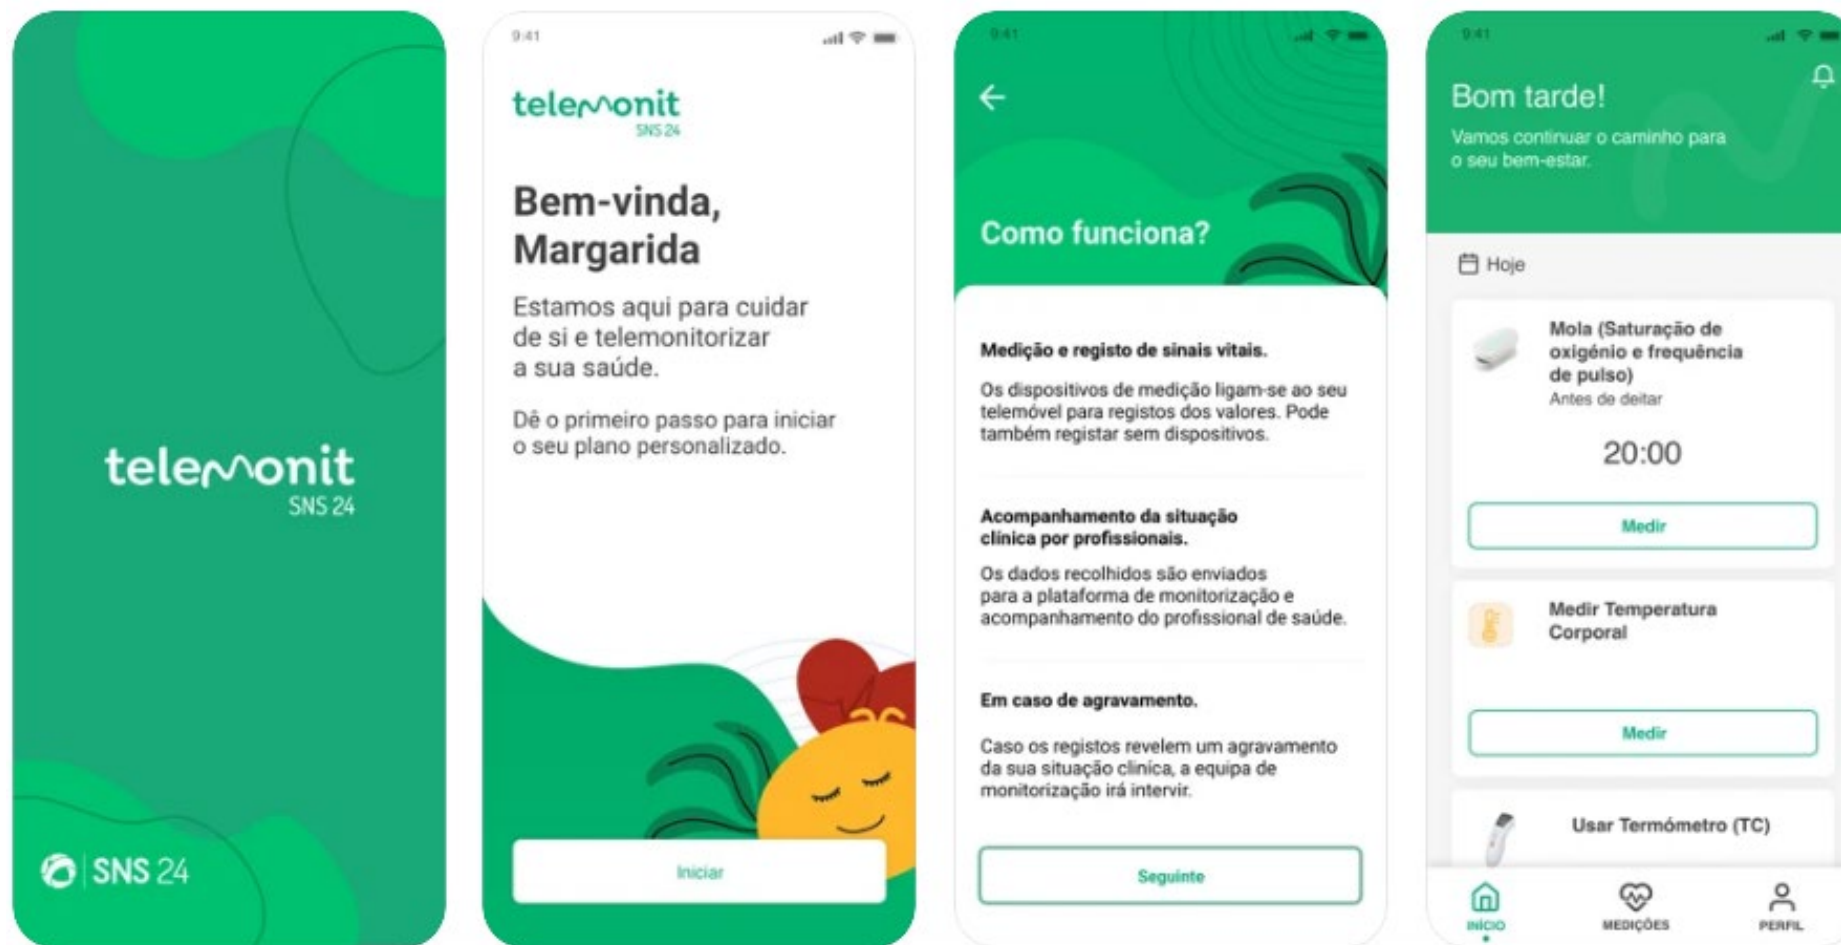 telemonit
SNS 24
SNS 24
9:41
telemonit
SNS 24
Bem-vinda,
Margarida
Estamos aqui para cuidar
de si e telemonitorizar
a sua saúde.
Dê o primeiro passo para iniciar
o seu plano personalizado.
Iniciar
9:41
Como funciona?
Medição e registo de sinais vitais.
Os dispositivos de medição ligam-se ao seu
telemóvel para registos dos valores. Pode
também registar sem dispositivos.
Acompanhamento da situação
clínica por profissionais.
Os dados recolhidos são enviados
para a plataforma de monitorização e
acompanhamento do profissional de saúde.
Em caso de agravamento.
Caso os registos revelem um agravamento
da sua situação clinica, a equipa de
monitorização irá intervir.
Seguinte
9:41
Bom tarde!
Vamos continuar o caminho para
o seu bem-estar.
Hoje
Mola (Saturação de
oxigénio e frequência
de pulso)
Antes de deitar
20:00
Medir
Medir Temperatura
Corporal
Medir
Usar Termómetro (TC)
INÍCIO
MEDIÇÕES
PERFIL